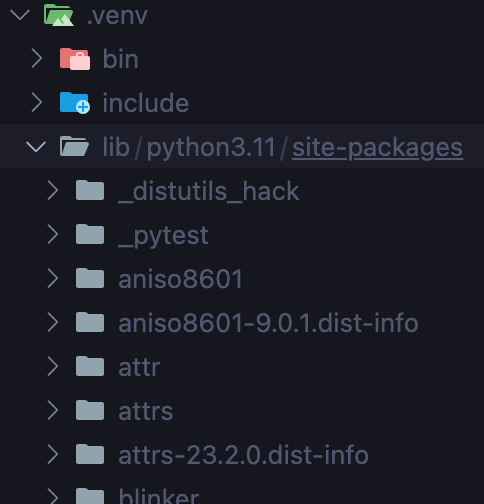 .venv
bin
include
lib/python3.11/site-packages
_distutils_hack
_pytest
aniso8601
aniso8601-9.0.1.dist-info
attr
attrs
attrs-23.2.0.dist-info
blinker